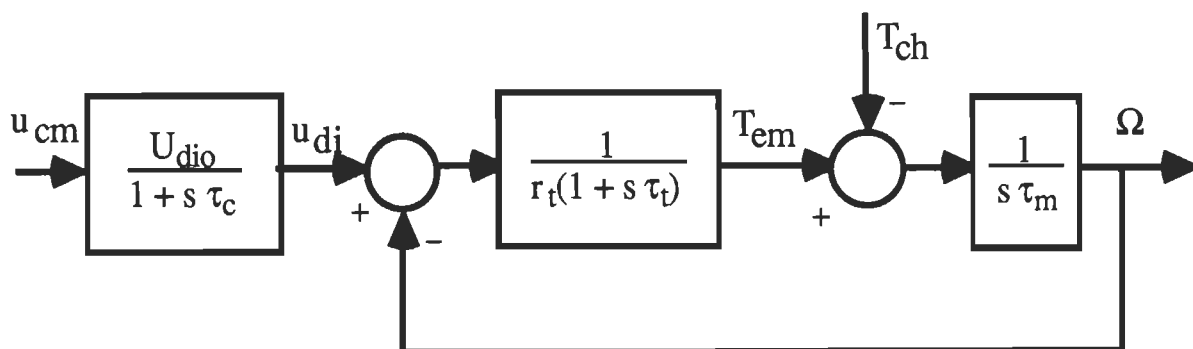 u_cm
U_dio
1 + s τ_c
u_di
+
−
1
r_t(1 + s τ_t)
T_em
+
T_ch
−
1
s τ_m
Ω